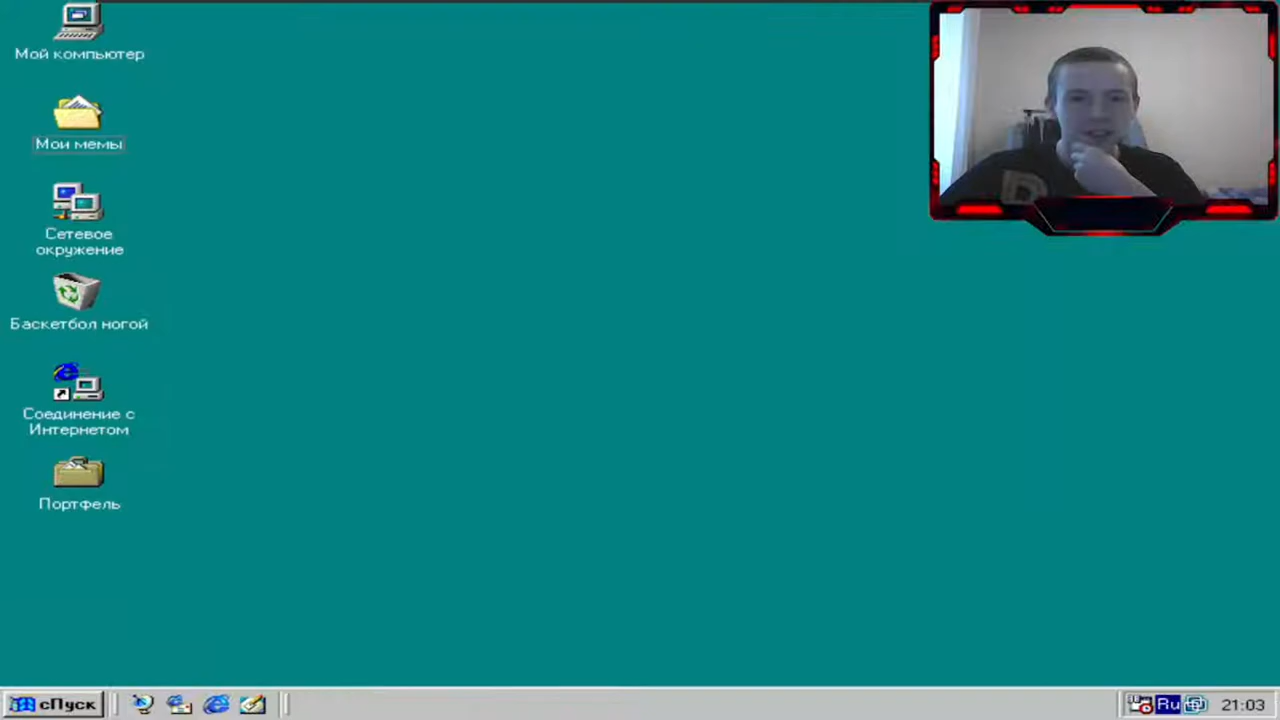 Мой компьютер
Мои мемы
Сетевое
окружение
Баскетбол ногой
Соединение с
Интернетом
Портфель
сПуск
Ru
21:03